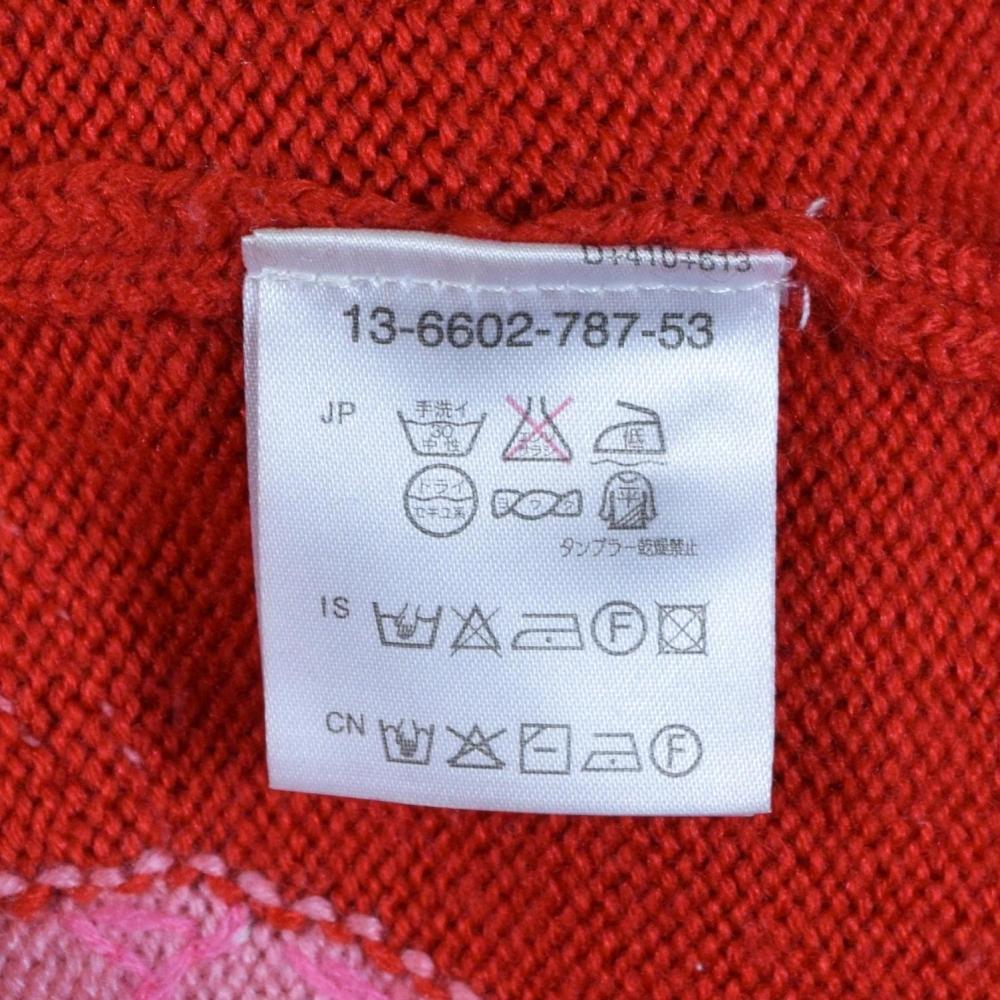 13-6602-787-53
JP 手洗イ 30 中性 低
ドライ セキユ系 平
タンブラー乾燥禁止
IS F
CN F